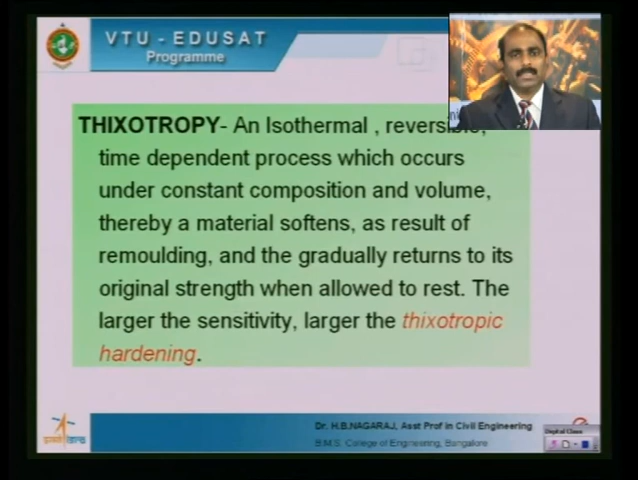 VTU - EDUSAT
Programme
THIXOTROPY- An Isothermal , reversible,
time dependent process which occurs
under constant composition and volume,
thereby a material softens, as result of
remoulding, and the gradually returns to its
original strength when allowed to rest. The
larger the sensitivity, larger the thixotropic
hardening.
Dr. H.B.NAGARAJ, Asst Prof in Civil Engineering
B.M.S. College of Engineering, Bangalore
Digital Class